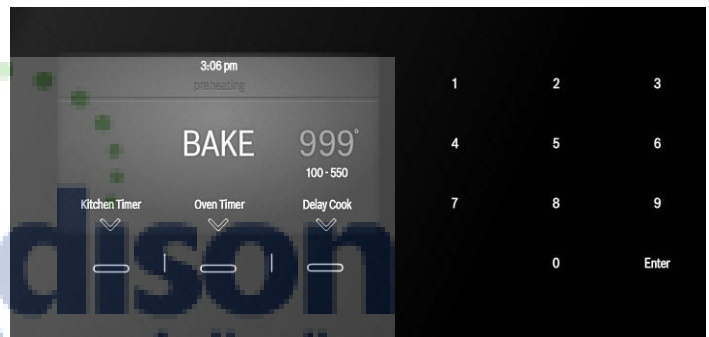 3:06 pm
preheating
BAKE 999°
100 - 550
Kitchen Timer Oven Timer Delay Cook
1 2 3
4 5 6
7 8 9
0 Enter
dison